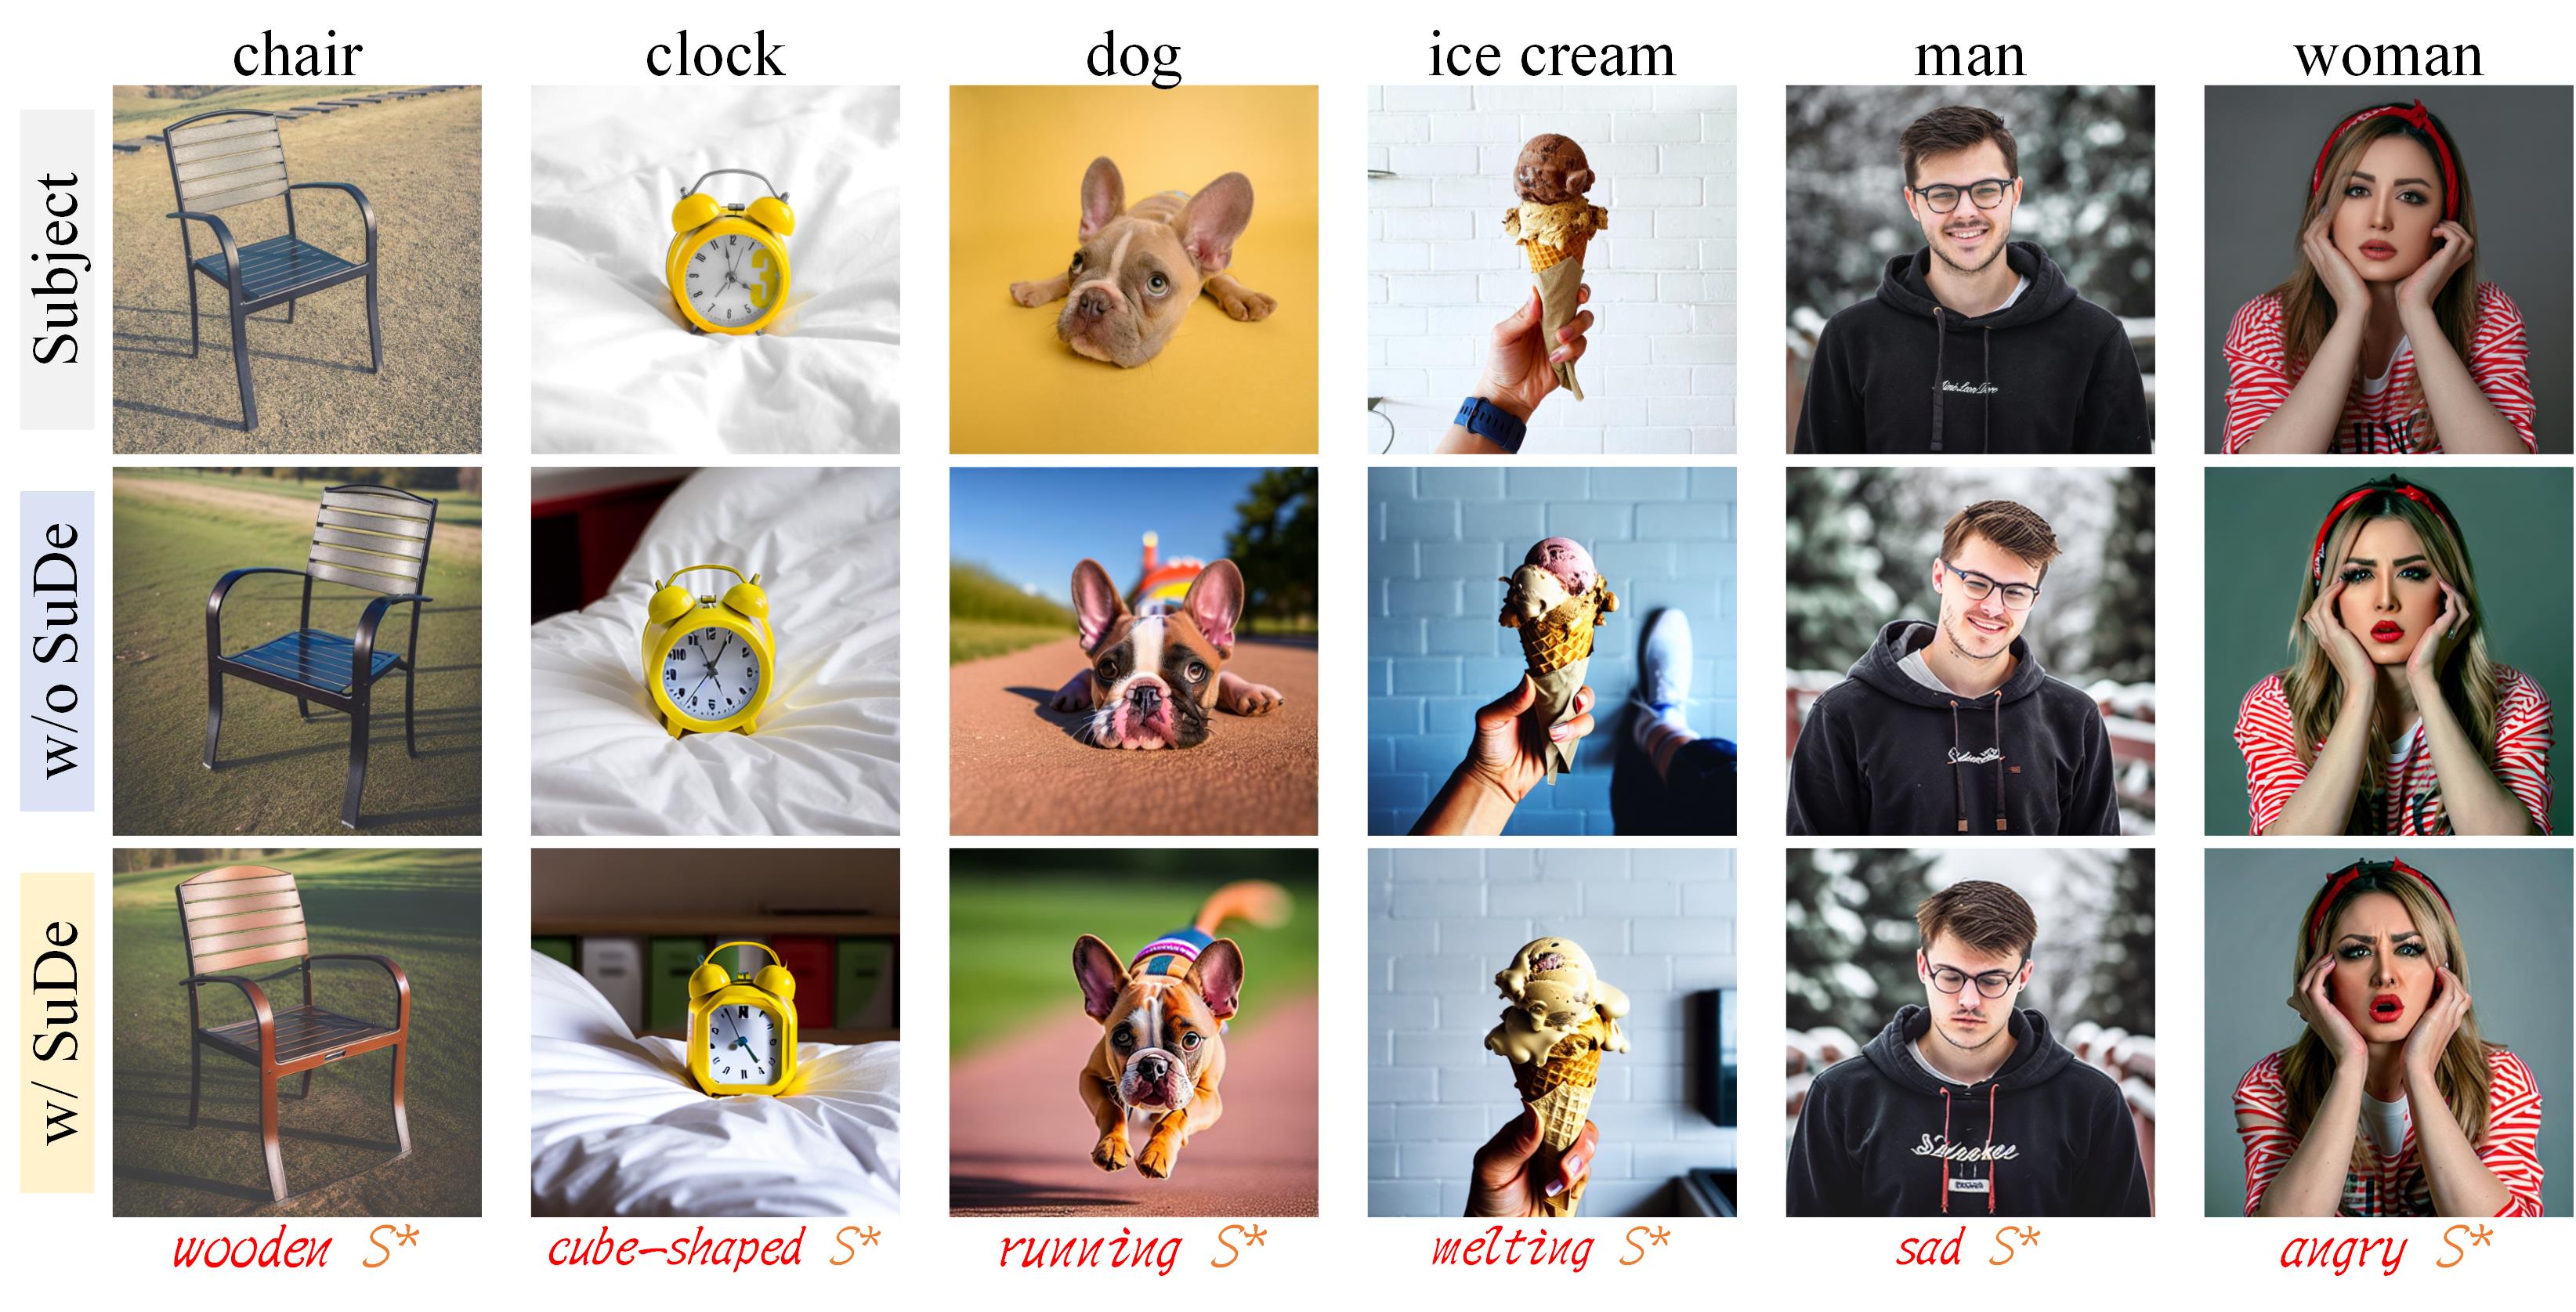 chair clock dog ice cream man woman
Subject
w/o SuDe
w/ SuDe
wooden S* cube-shaped S* running S* melting S* sad S* angry S*